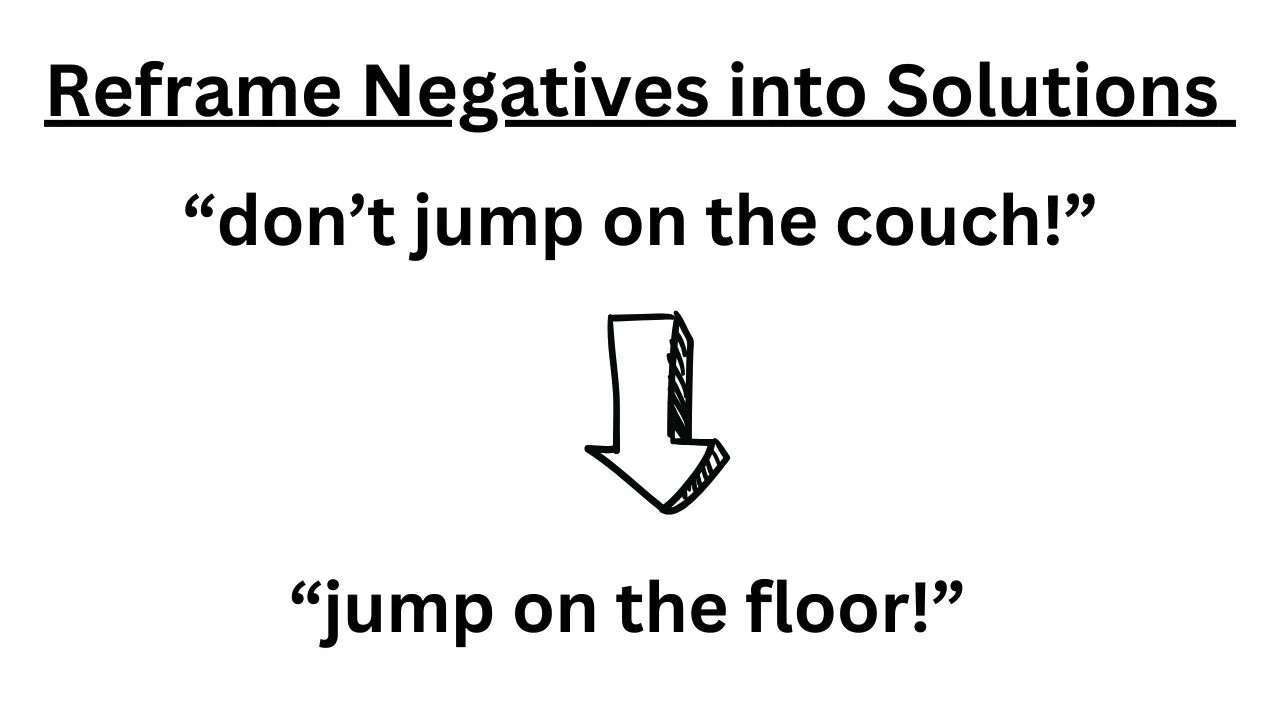 Reframe Negatives into Solutions
“don’t jump on the couch!”
“jump on the floor!”